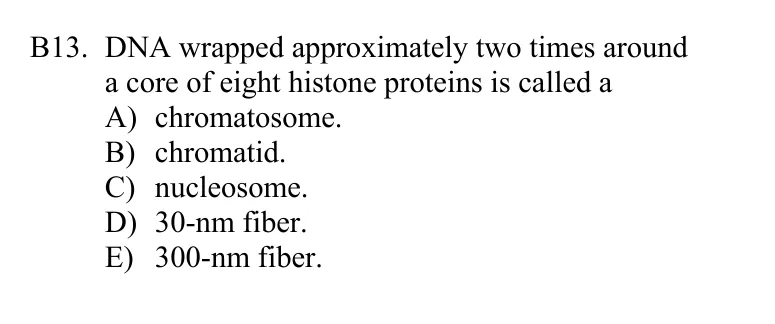 B13. DNA wrapped approximately two times around
a core of eight histone proteins is called a
A) chromatosome.
B) chromatid.
C) nucleosome.
D) 30-nm fiber.
E) 300-nm fiber.